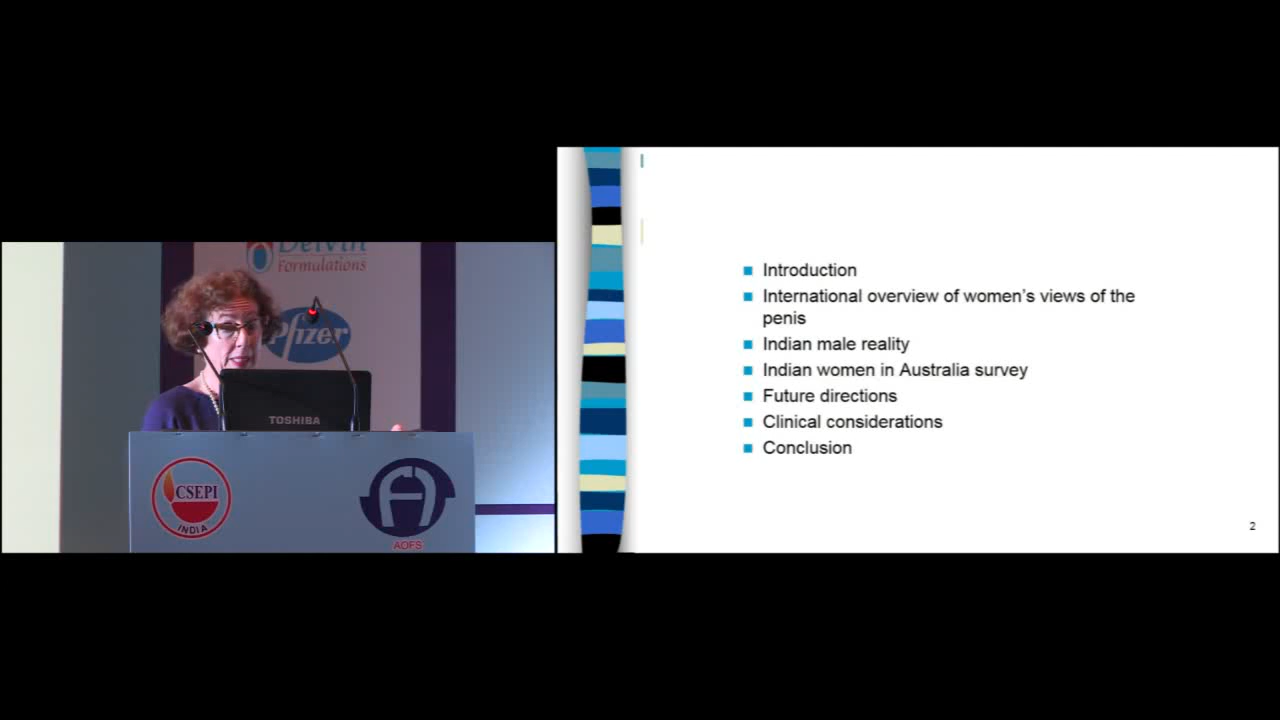 Delvin
Formulations
Pfizer
TOSHIBA
CSEPI
INDIA
AOFS
Introduction
International overview of women's views of the
penis
Indian male reality
Indian women in Australia survey
Future directions
Clinical considerations
Conclusion
2